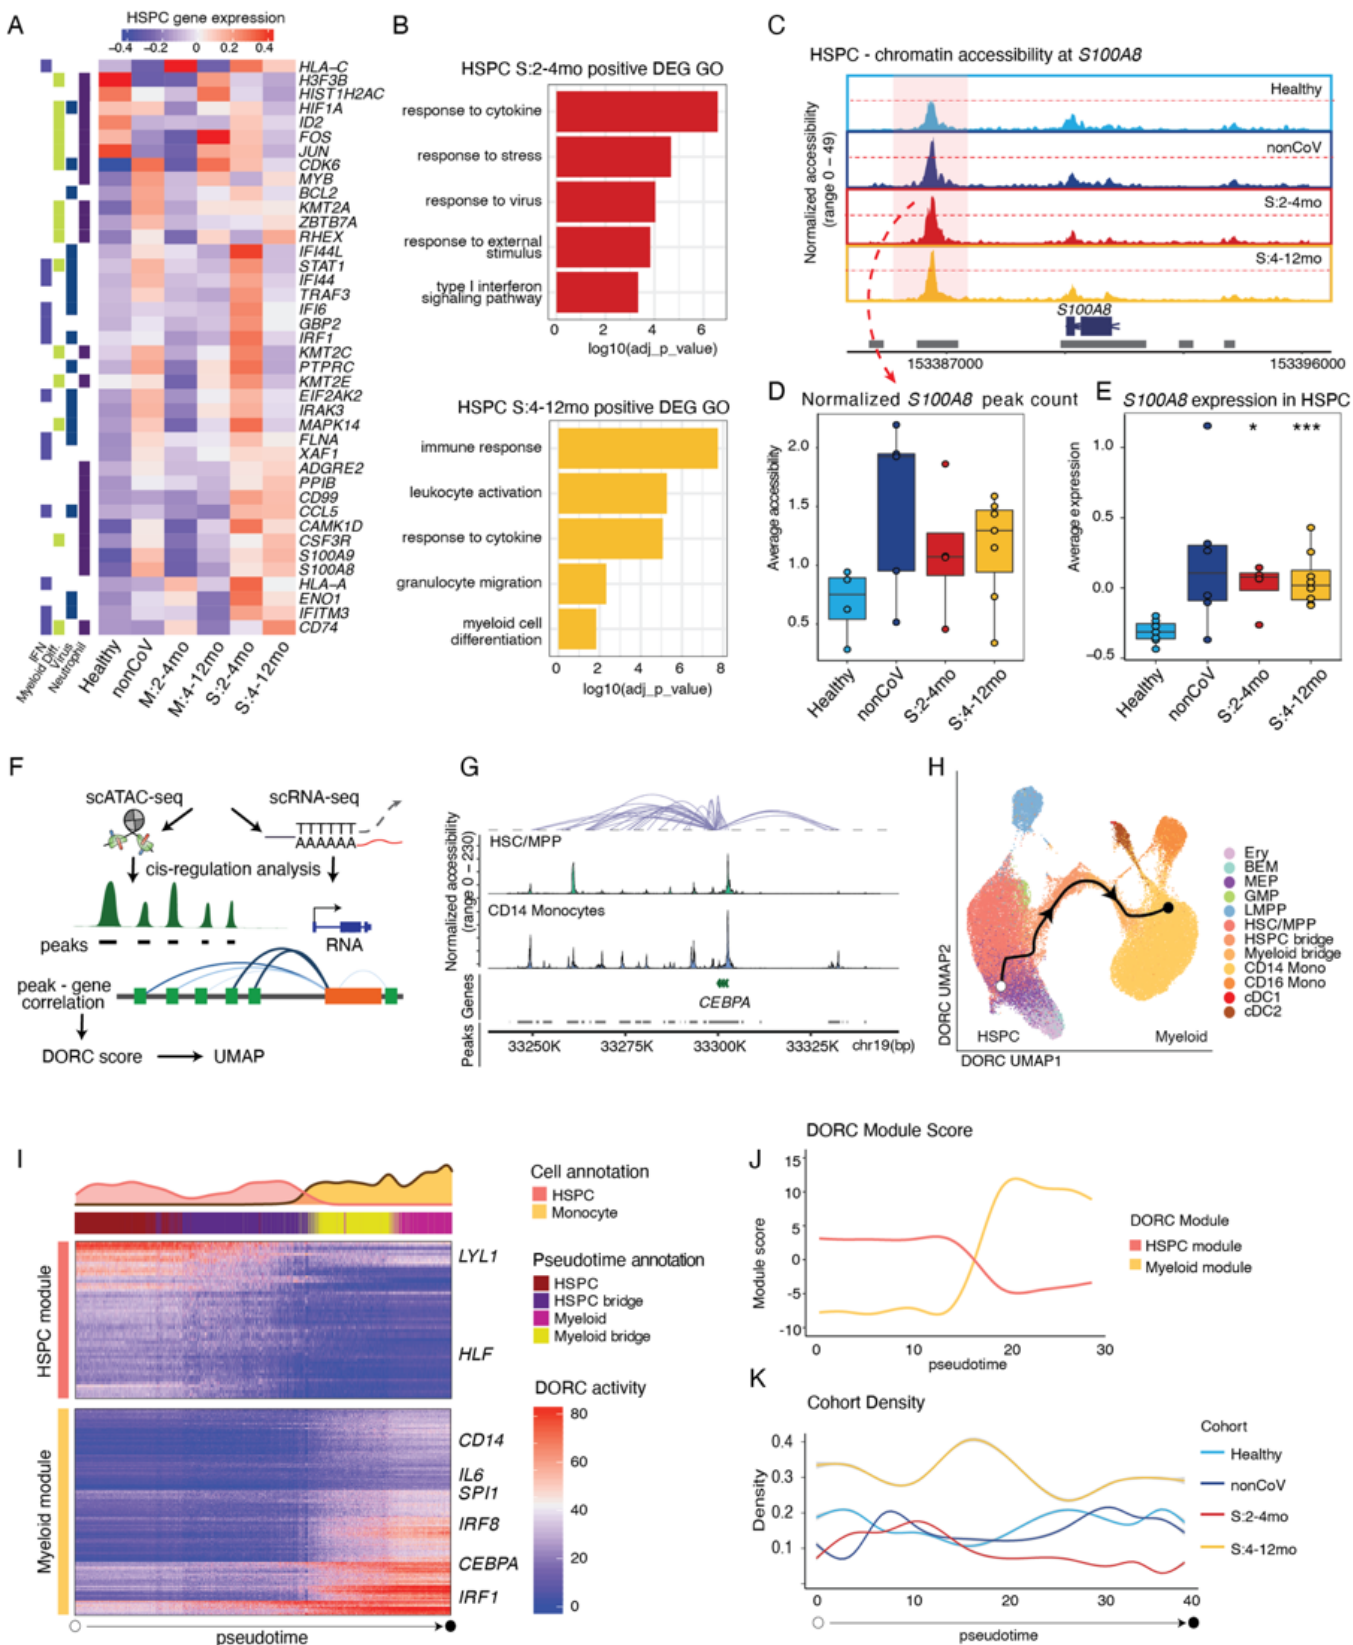 A
HSPC gene expression
−0.4 −0.2 0 0.2 0.4
HLA−C
H3F3B
HIST1H2AC
HIF1A
ID2
FOS
JUN
CDK6
MYB
BCL2
KMT2A
ZBTB7A
RHEX
IFI44L
STAT1
IFI44
TRAF3
IFI6
GBP2
IRF1
KMT2C
PTPRC
KMT2E
EIF2AK2
IRAK3
MAPK14
FLNA
XAF1
ADGRE2
PPIB
CD99
CCL5
CAMK1D
CSF3R
S100A9
S100A8
HLA−A
ENO1
IFITM3
CD74
IFN
Myeloid Diff.
Virus
Neutrophil
Healthy
nonCoV
M:2-4mo
M:4-12mo
S:2-4mo
S:4-12mo
B
HSPC S:2-4mo positive DEG GO
response to cytokine
response to stress
response to virus
response to external
stimulus
type I interferon
signaling pathway
0 2 4 6
log10(adj_p_value)
HSPC S:4-12mo positive DEG GO
immune response
leukocyte activation
response to cytokine
granulocyte migration
myeloid cell
differentiation
0 2 4 6 8
log10(adj_p_value)
C
HSPC - chromatin accessibility at S100A8
Normalized accessibility
(range 0 – 49)
Healthy
nonCoV
S:2-4mo
S:4-12mo
S100A8
153387000 153396000
D
Normalized S100A8 peak count
Average accessibility
2.0
1.5
1.0
0.5
Healthy
nonCoV
S:2-4mo
S:4-12mo
E
S100A8 expression in HSPC
* ***
Average expression
1.0
0.5
0.0
−0.5
Healthy
nonCoV
S:2-4mo
S:4-12mo
F
scATAC-seq scRNA-seq
TTTTTT
AAAAAA
cis-regulation analysis
peaks
RNA
peak - gene
correlation
DORC score UMAP
G
Normalized accessibility
(range 0 – 230)
HSC/MPP
CD14 Monocytes
Genes
CEBPA
Peaks
33250K 33275K 33300K 33325K chr19(bp)
H
DORC UMAP2
HSPC Myeloid
DORC UMAP1
Ery
BEM
MEP
GMP
LMPP
HSC/MPP
HSPC bridge
Myeloid bridge
CD14 Mono
CD16 Mono
cDC1
cDC2
I
HSPC module
Myeloid module
LYL1
HLF
CD14
IL6
SPI1
IRF8
CEBPA
IRF1
pseudotime
Cell annotation
HSPC
Monocyte
Pseudotime annotation
HSPC
HSPC bridge
Myeloid
Myeloid bridge
DORC activity
80
60
40
20
0
J
DORC Module Score
Module score
15
10
5
0
-5
-10
0 10 20 30
pseudotime
DORC Module
HSPC module
Myeloid module
K
Cohort Density
Density
0.4
0.3
0.2
0.1
0 10 20 30 40
pseudotime
Cohort
Healthy
nonCoV
S:2-4mo
S:4-12mo